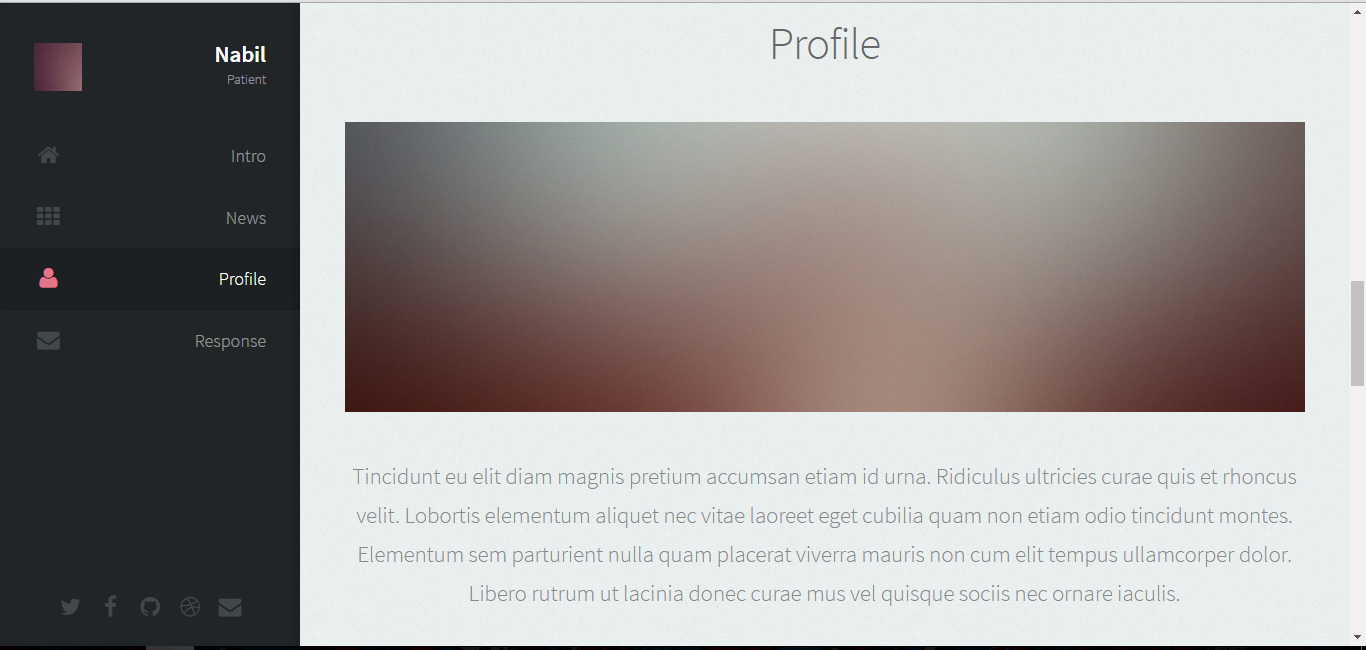 Nabil
Patient
Intro
News
Profile
Response
Profile
Tincidunt eu elit diam magnis pretium accumsan etiam id urna. Ridiculus ultricies curae quis et rhoncus
velit. Lobortis elementum aliquet nec vitae laoreet eget cubilia quam non etiam odio tincidunt montes.
Elementum sem parturient nulla quam placerat viverra mauris non cum elit tempus ullamcorper dolor.
Libero rutrum ut lacinia donec curae mus vel quisque sociis nec ornare iaculis.